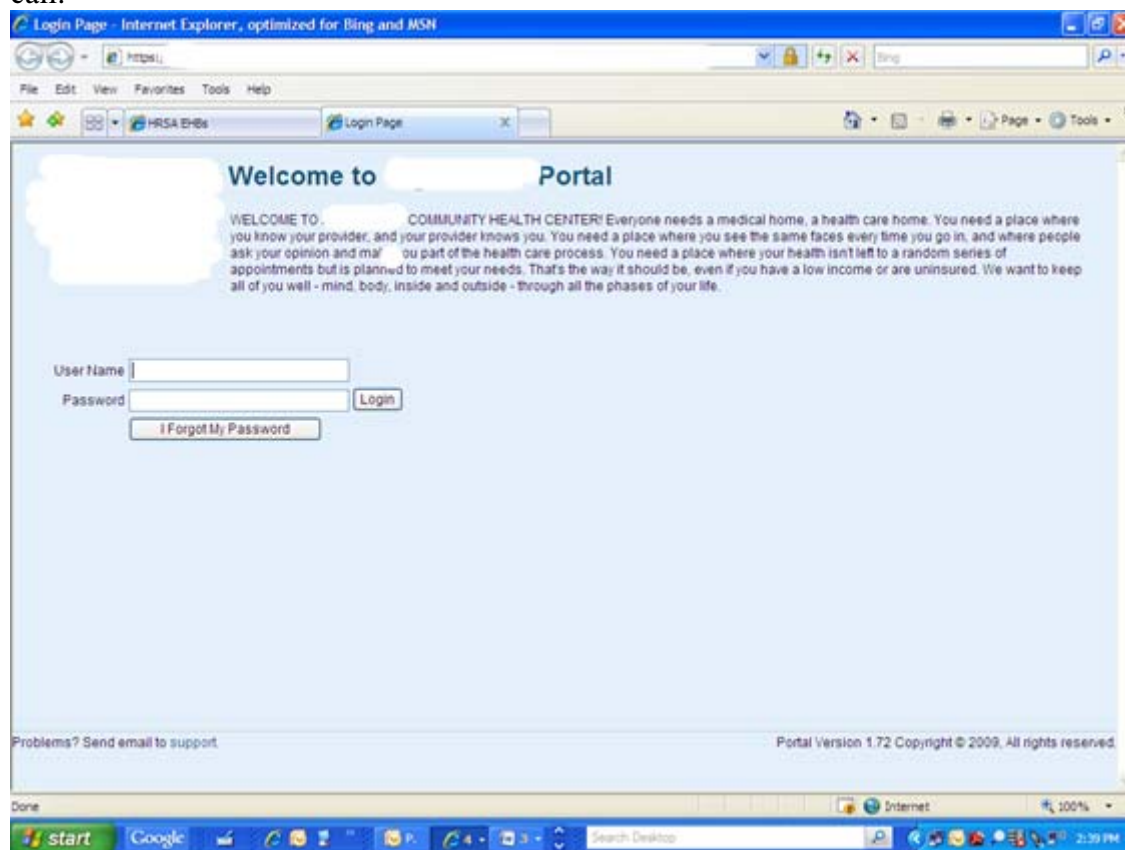 Login Page - Internet Explorer, optimized for Bing and MSN
https:
Bing
File Edit View Favorites Tools Help
HRSA EHBs Login Page Page Tools
Welcome to Portal
WELCOME TO COMMUNITY HEALTH CENTER! Everyone needs a medical home, a health care home. You need a place where
you know your provider, and your provider knows you. You need a place where you see the same faces every time you go in, and where people
ask your opinion and ma ou part of the health care process. You need a place where your health isn't left to a random series of
appointments but is planned to meet your needs. That's the way it should be, even if you have a low income or are uninsured. We want to keep
all of you well - mind, body, inside and outside - through all the phases of your life.
User Name
Password Login
I Forgot My Password
Problems? Send email to support Portal Version 1.72 Copyright © 2009, All rights reserved.
Done Internet 100%
start Google P. 4 3 Search Desktop 2:39 PM